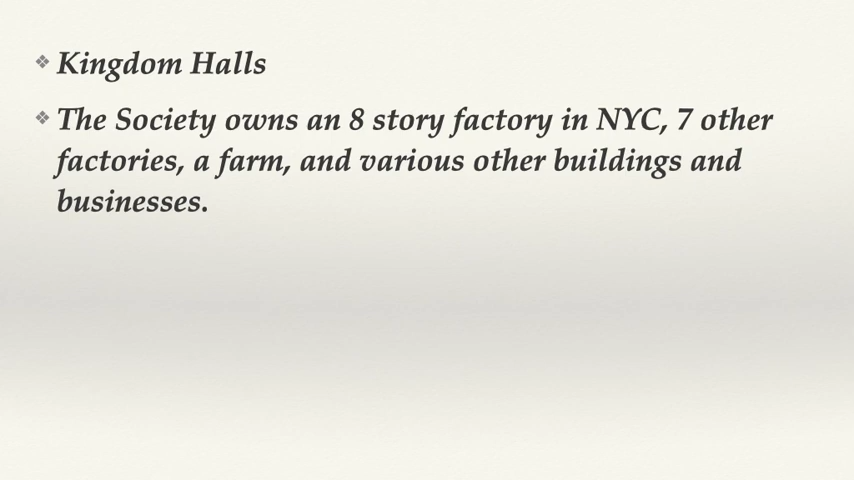 ❖ Kingdom Halls
❖ The Society owns an 8 story factory in NYC, 7 other
factories, a farm, and various other buildings and
businesses.